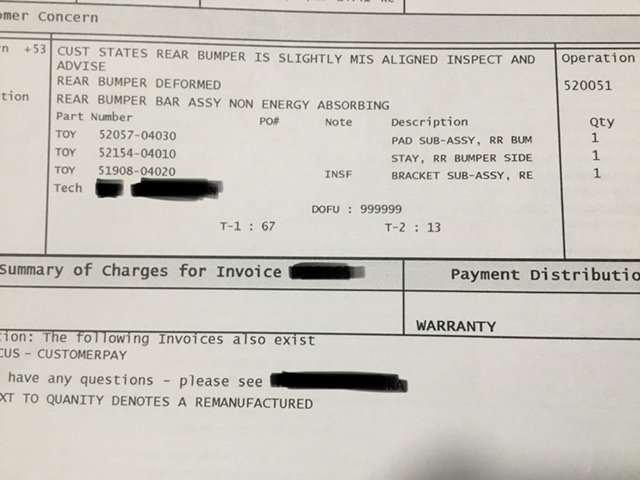 mer Concern
n +53 CUST STATES REAR BUMPER IS SLIGHTLY MIS ALIGNED INSPECT AND Operation
ADVISE
REAR BUMPER DEFORMED 520051
tion REAR BUMPER BAR ASSY NON ENERGY ABSORBING
Part Number PO# Note Description Qty
TOY 52057-04030 PAD SUB-ASSY, RR BUM 1
TOY 52154-04010 STAY, RR BUMPER SIDE 1
TOY 51908-04020 INSF BRACKET SUB-ASSY, RE 1
Tech
DOFU : 999999
T-1 : 67 T-2 : 13
Summary of Charges for Invoice Payment Distributio
WARRANTY
tion: The following Invoices also exist
CUS - CUSTOMERPAY
have any questions - please see
XT TO QUANITY DENOTES A REMANUFACTURED